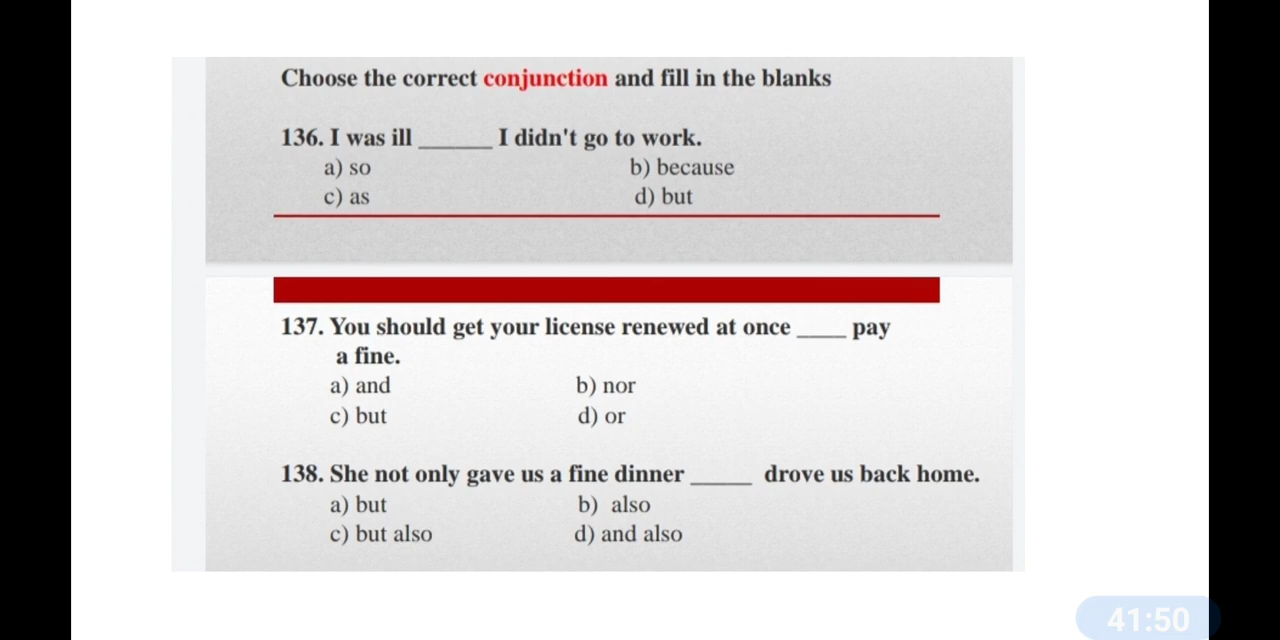 Choose the correct conjunction and fill in the blanks
136. I was ill ______ I didn't go to work.
a) so b) because
c) as d) but
137. You should get your license renewed at once ____ pay
a fine.
a) and b) nor
c) but d) or
138. She not only gave us a fine dinner _____ drove us back home.
a) but b) also
c) but also d) and also
41:50